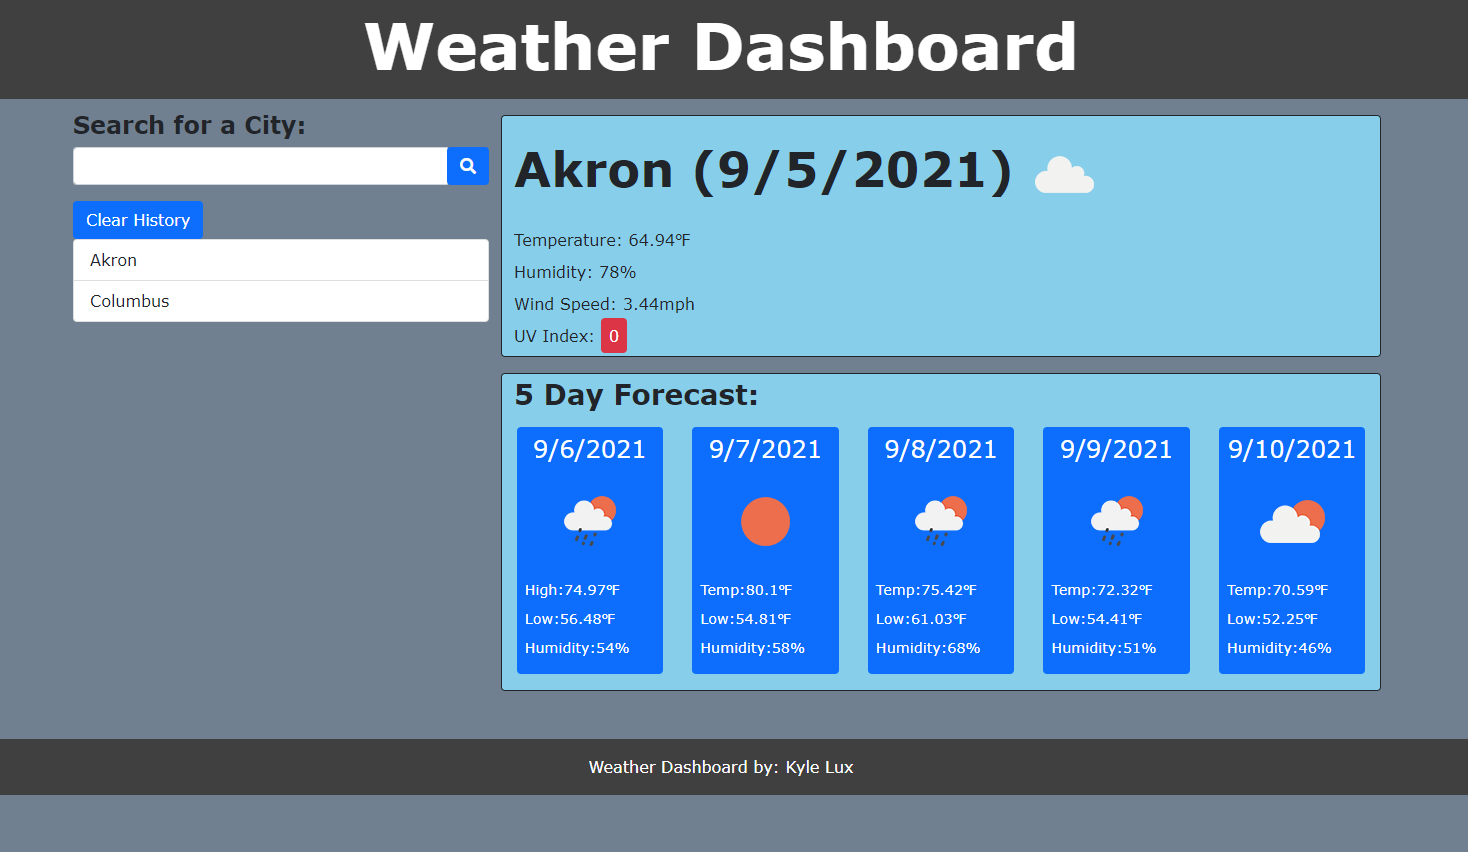 Weather Dashboard
Search for a City:
Clear History
Akron
Columbus
Akron (9/5/2021)
Temperature: 64.94°F
Humidity: 78%
Wind Speed: 3.44mph
UV Index: 0
5 Day Forecast:
9/6/2021
High:74.97°F
Low:56.48°F
Humidity:54%
9/7/2021
Temp:80.1°F
Low:54.81°F
Humidity:58%
9/8/2021
Temp:75.42°F
Low:61.03°F
Humidity:68%
9/9/2021
Temp:72.32°F
Low:54.41°F
Humidity:51%
9/10/2021
Temp:70.59°F
Low:52.25°F
Humidity:46%
Weather Dashboard by: Kyle Lux